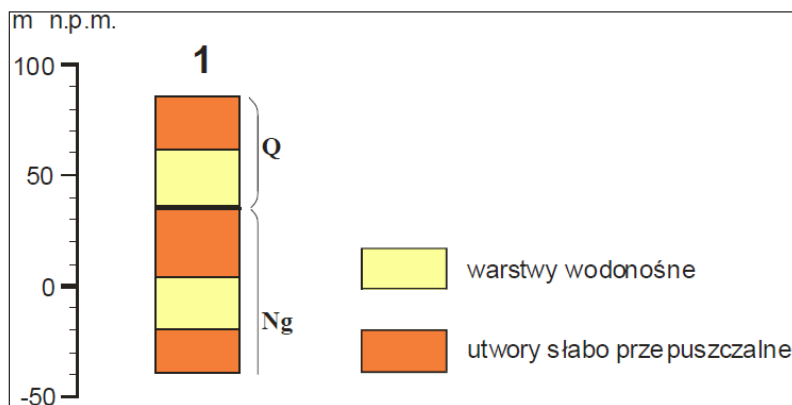 m n.p.m.
1
100
50
0
-50
Q
Ng
warstwy wodonośne
utwory słabo przepuszczalne